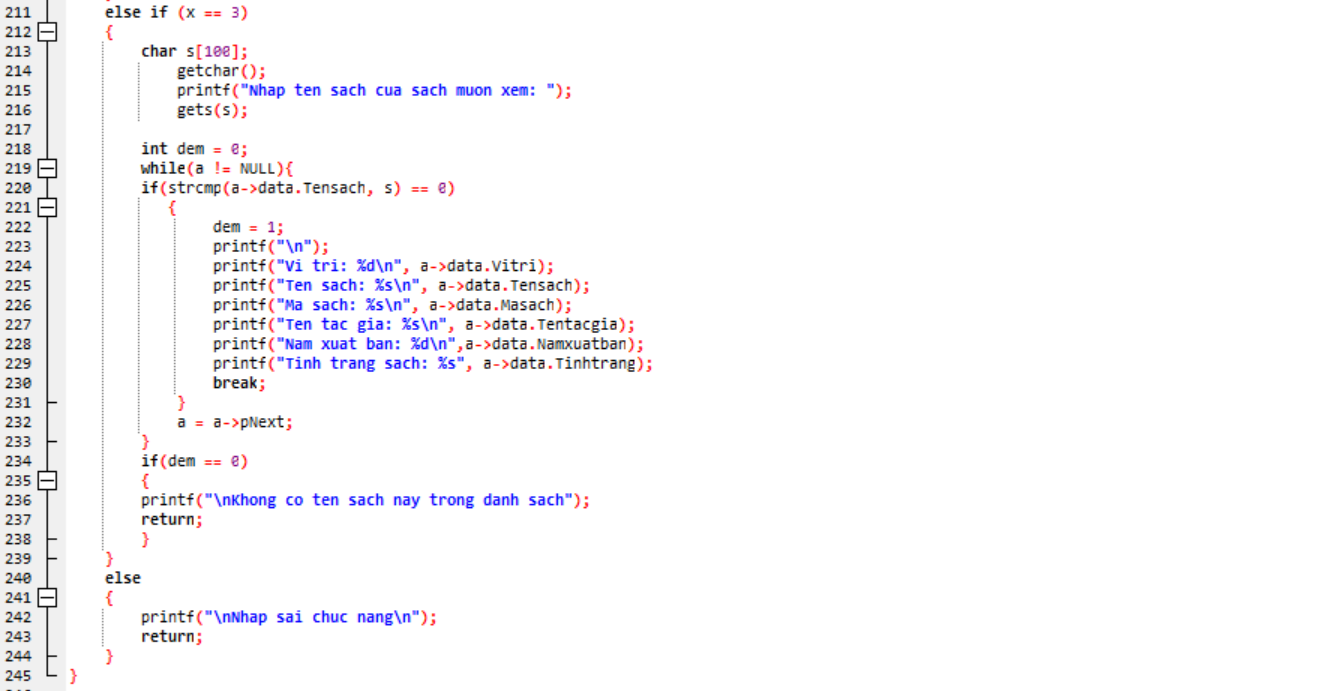 211 else if (x == 3)
212 {
213 char s[100];
214 getchar();
215 printf("Nhap ten sach cua sach muon xem: ");
216 gets(s);
217
218 int dem = 0;
219 while(a != NULL){
220 if(strcmp(a->data.Tensach, s) == 0)
221 {
222 dem = 1;
223 printf("\n");
224 printf("Vi tri: %d\n", a->data.Vitri);
225 printf("Ten sach: %s\n", a->data.Tensach);
226 printf("Ma sach: %s\n", a->data.Masach);
227 printf("Ten tac gia: %s\n", a->data.Tentacgia);
228 printf("Nam xuat ban: %d\n",a->data.Namxuatban);
229 printf("Tinh trang sach: %s", a->data.Tinhtrang);
230 break;
231 }
232 a = a->pNext;
233 }
234 if(dem == 0)
235 {
236 printf("\nKhong co ten sach nay trong danh sach");
237 return;
238 }
239 }
240 else
241 {
242 printf("\nNhap sai chuc nang\n");
243 return;
244 }
245 }